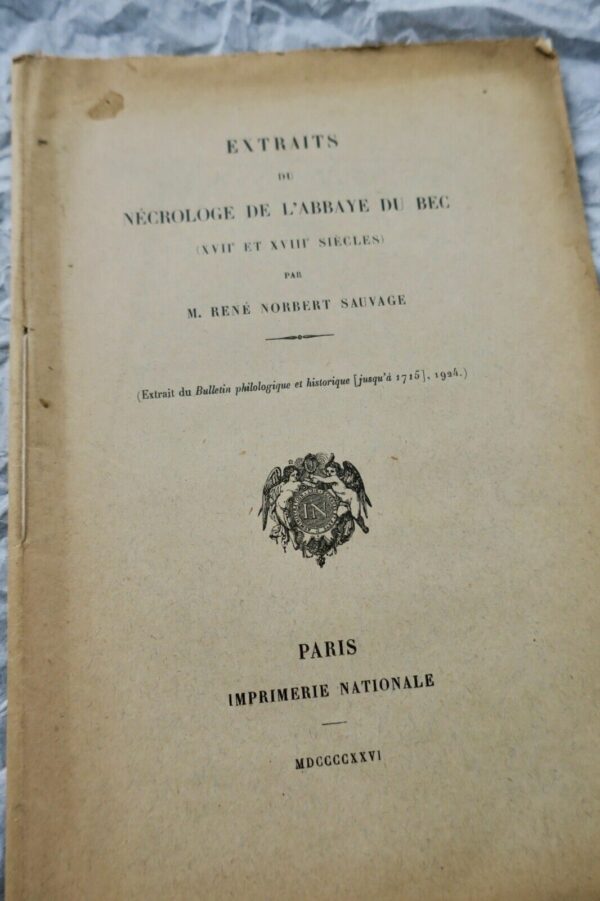 EXTRAITS
DU
NÉCROLOGE DE L'ABBAYE DU BEC
(XVIIᵉ ET XVIIIᵉ SIÈCLES)
PAR
M. RENÉ NORBERT SAUVAGE
(Extrait du Bulletin philologique et historique [jusqu'à 1715], 1924.)
IN
PARIS
IMPRIMERIE NATIONALE
MDCCCCXXVI